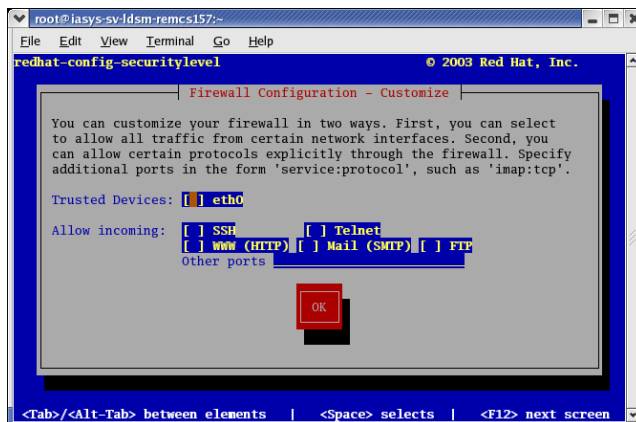 root@iasys-sv-ldsm-remcs157:~
File Edit View Terminal Go Help
redhat-config-securitylevel © 2003 Red Hat, Inc.
Firewall Configuration - Customize
You can customize your firewall in two ways. First, you can select
to allow all traffic from certain network interfaces. Second, you
can allow certain protocols explicitly through the firewall. Specify
additional ports in the form 'service:protocol', such as 'imap:tcp'.
Trusted Devices: [ ] eth0
Allow incoming: [ ] SSH [ ] Telnet
[ ] WWW (HTTP) [ ] Mail (SMTP) [ ] FTP
Other ports
OK
<Tab>/<Alt-Tab> between elements | <Space> selects | <F12> next screen